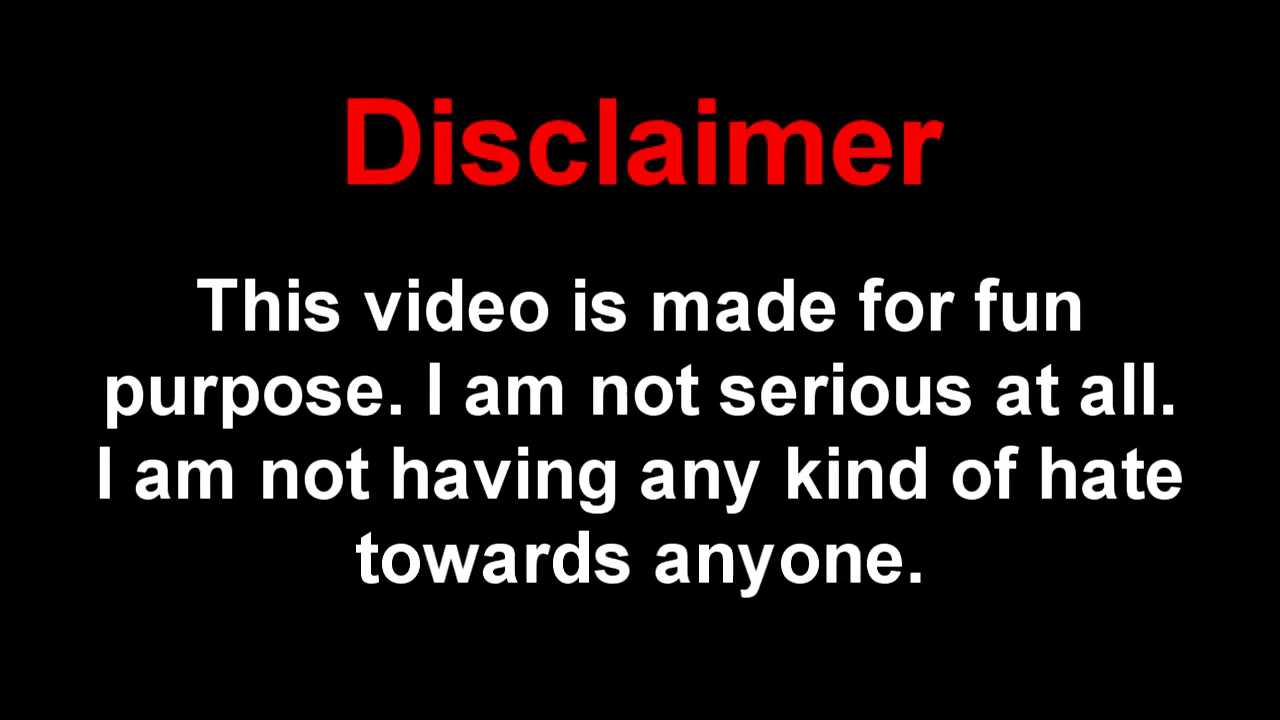 Disclaimer
This video is made for fun
purpose. I am not serious at all.
I am not having any kind of hate
towards anyone.